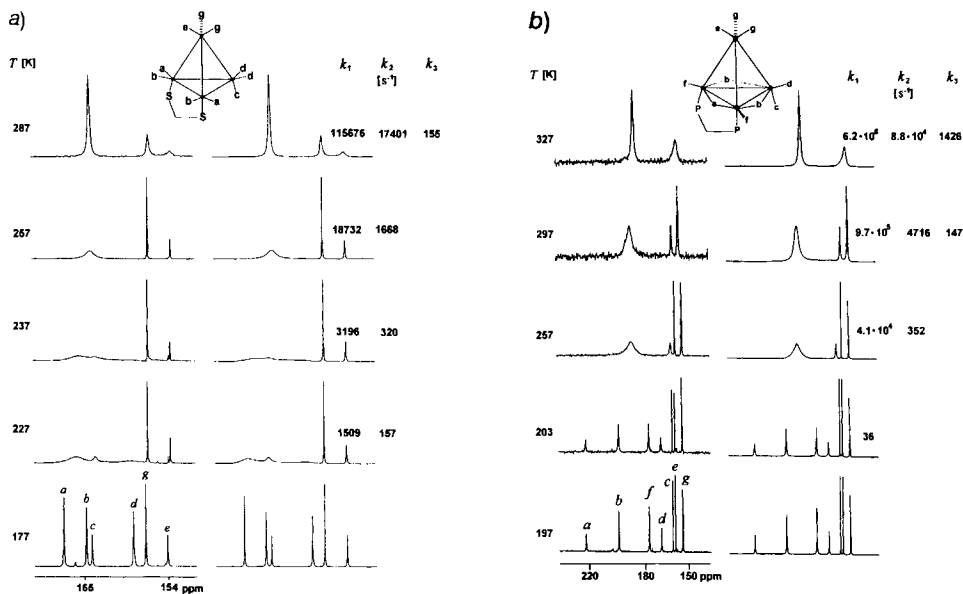 a)
g
e g
a d
b d
b a c
S
S
T [K] k₁ k₂ k₃
[s⁻¹]
287 115676 17401 155
267 18732 1668
237 3196 320
227 1509 157
177
a b c d g e
166 154 ppm
b)
g
e g
f b d
a b c
P f
P
T [K] k₁ k₂ k₃
[s⁻¹]
327 6.2·10⁶ 8.8·10⁴ 1426
297 9.7·10⁵ 4716 147
257 4.1·10⁴ 352
203 36
197
a b f d c e g
220 180 150 ppm